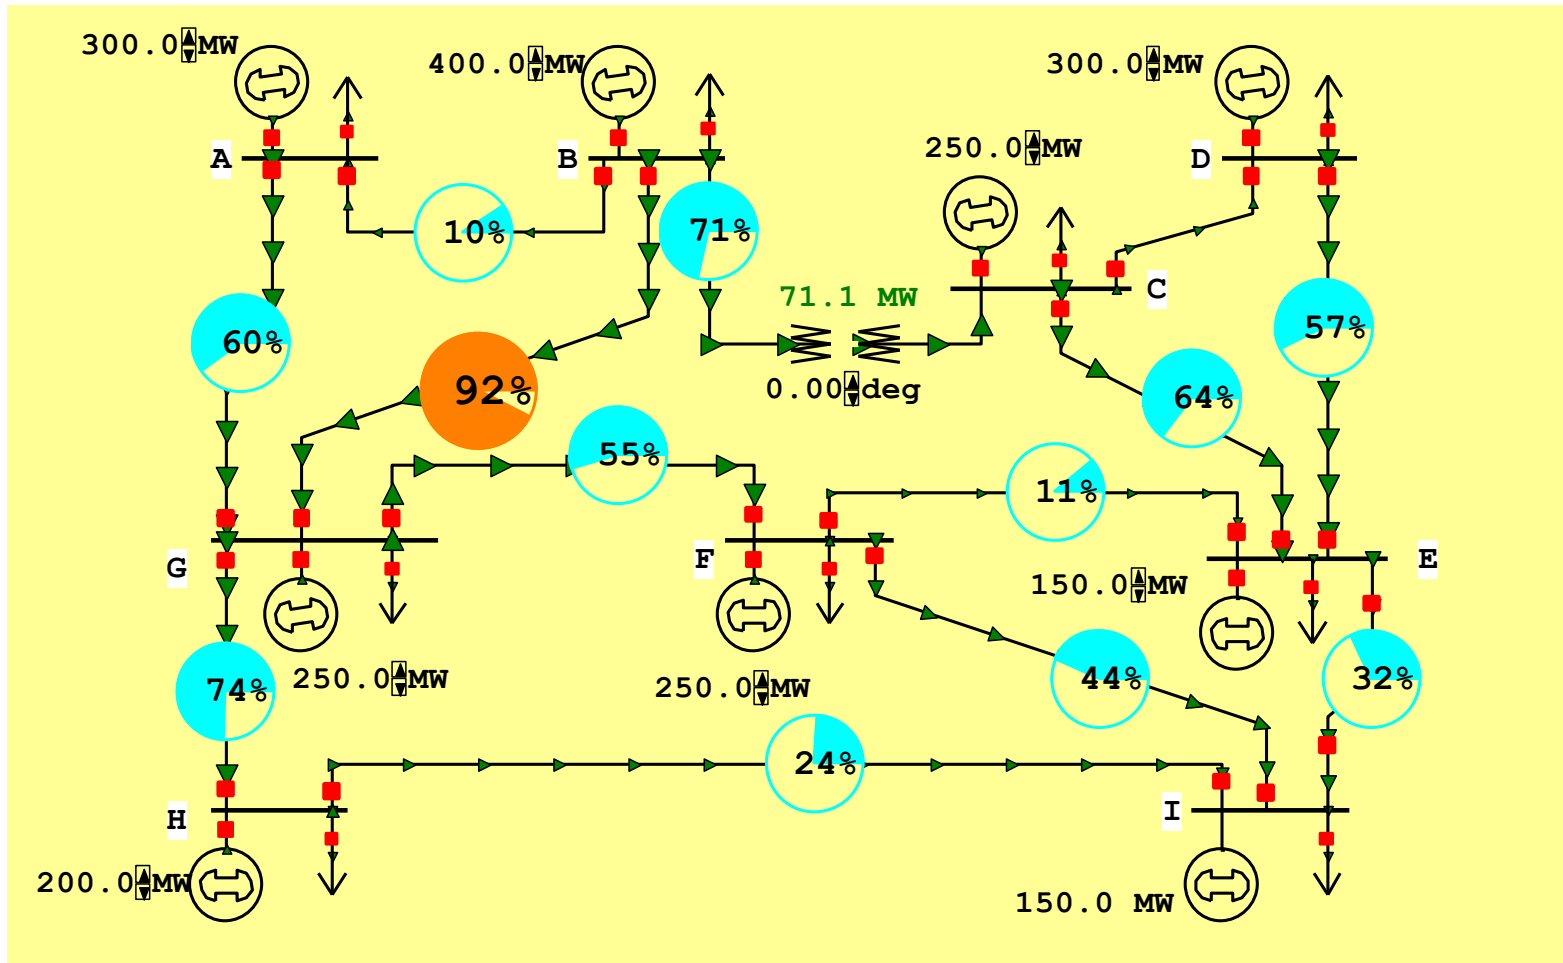 300.0 MW
400.0 MW
300.0 MW
A
B
250.0 MW
D
10%
71%
C
71.1 MW
60%
57%
92%
0.00 deg
64%
55%
11%
G
F
150.0 MW
E
250.0 MW
250.0 MW
74%
44%
32%
24%
H
I
200.0 MW
150.0 MW